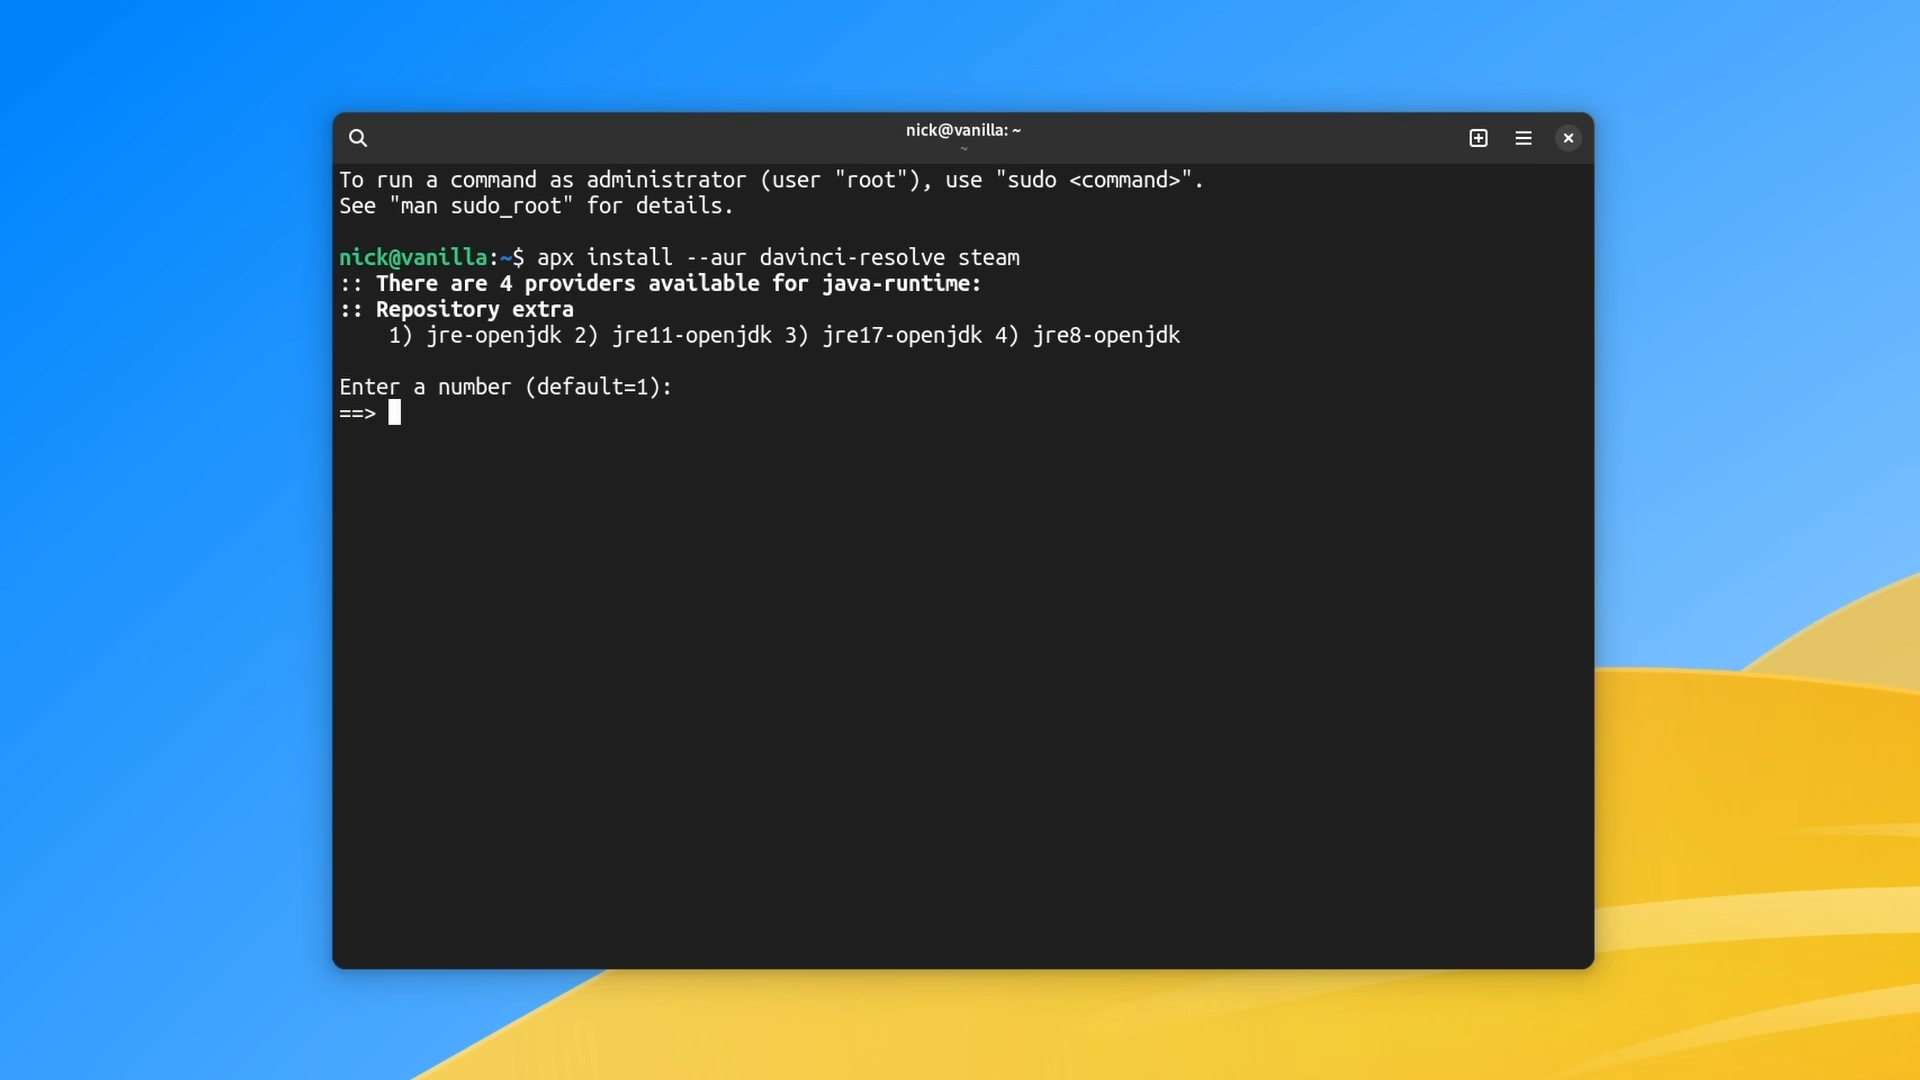 nick@vanilla: ~
~
To run a command as administrator (user "root"), use "sudo <command>".
See "man sudo_root" for details.
nick@vanilla:~$ apx install --aur davinci-resolve steam
:: There are 4 providers available for java-runtime:
:: Repository extra
    1) jre-openjdk 2) jre11-openjdk 3) jre17-openjdk 4) jre8-openjdk
Enter a number (default=1):
==>